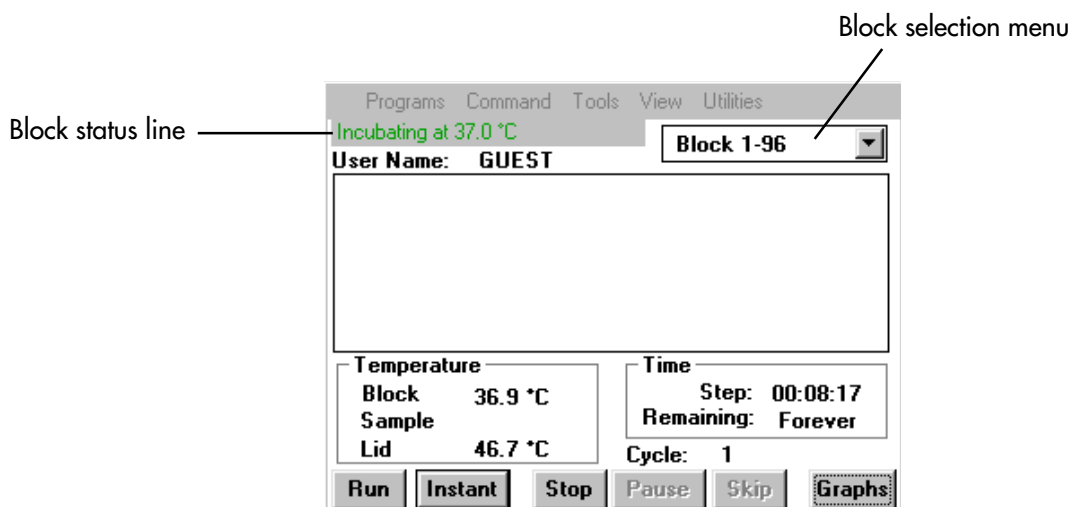 Block selection menu
Programs Command Tools View Utilities
Block status line
Incubating at 37.0 °C
Block 1-96
User Name: GUEST
Temperature
Block 36.9 °C
Sample
Lid 46.7 °C
Time
Step: 00:08:17
Remaining: Forever
Cycle: 1
Run Instant Stop Pause Skip Graphs